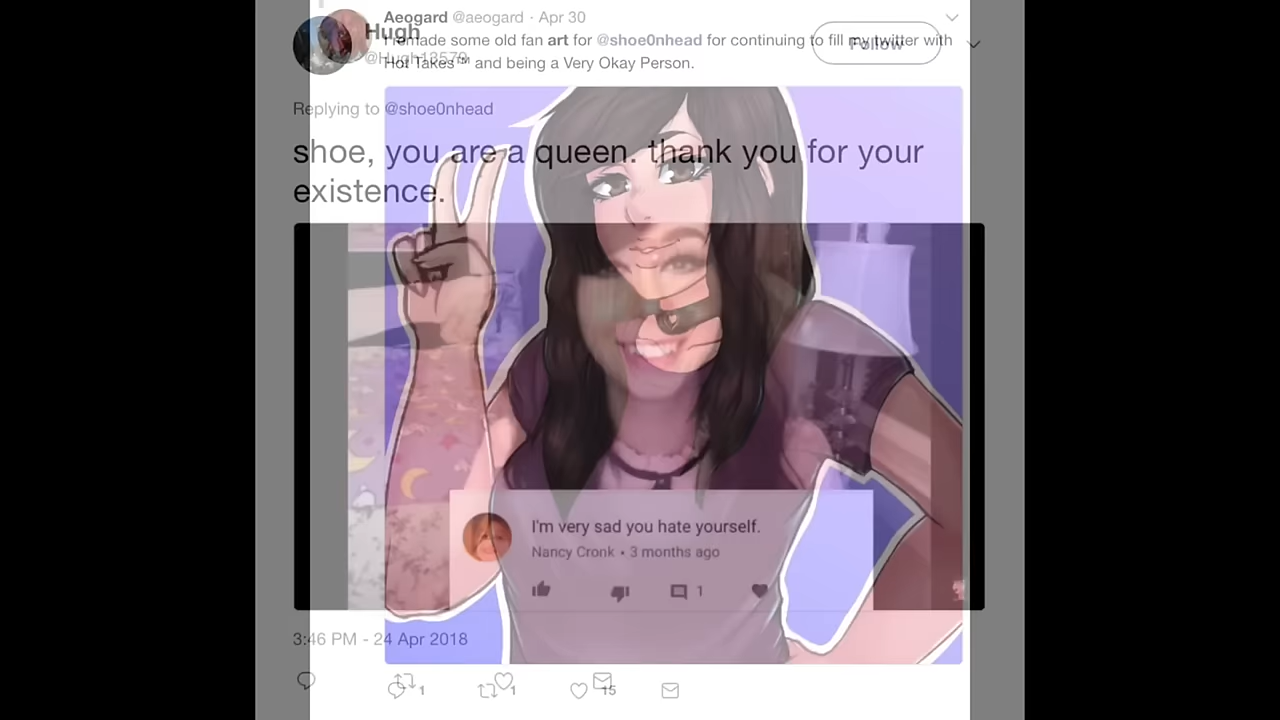 Aeogard @aeogard · Apr 30
I remade some old fan art for @shoe0nhead for continuing to fill my twitter with
Hot Takes™ and being a Very Okay Person.
Hugh
Follow
@Hugh13579
Replying to @shoe0nhead
shoe, you are a queen. thank you for your
existence.
I'm very sad you hate yourself.
Nancy Cronk • 3 months ago
1
3:46 PM - 24 Apr 2018
1
1
15